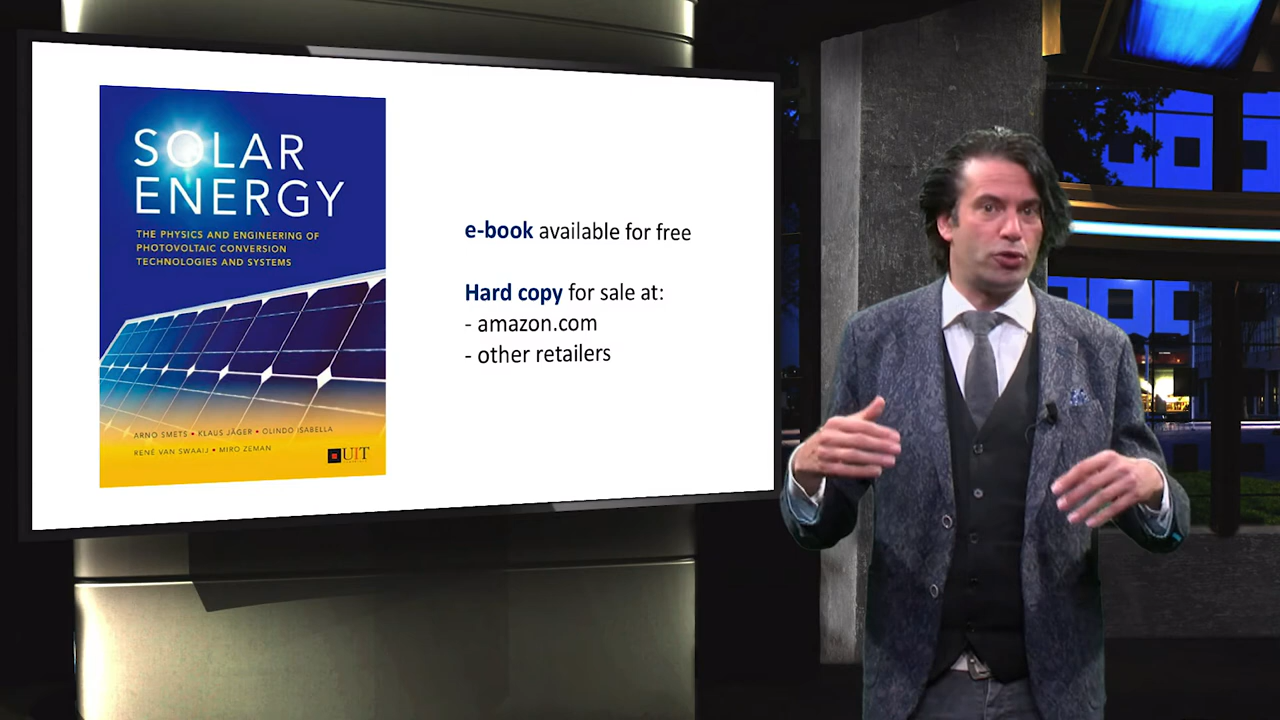 SOLAR
ENERGY
THE PHYSICS AND ENGINEERING OF
PHOTOVOLTAIC CONVERSION
TECHNOLOGIES AND SYSTEMS
ARNO SMETS • KLAUS JÄGER • OLINDO ISABELLA
RENÉ VAN SWAAIJ • MIRO ZEMAN
UIT
e-book available for free
Hard copy for sale at:
- amazon.com
- other retailers